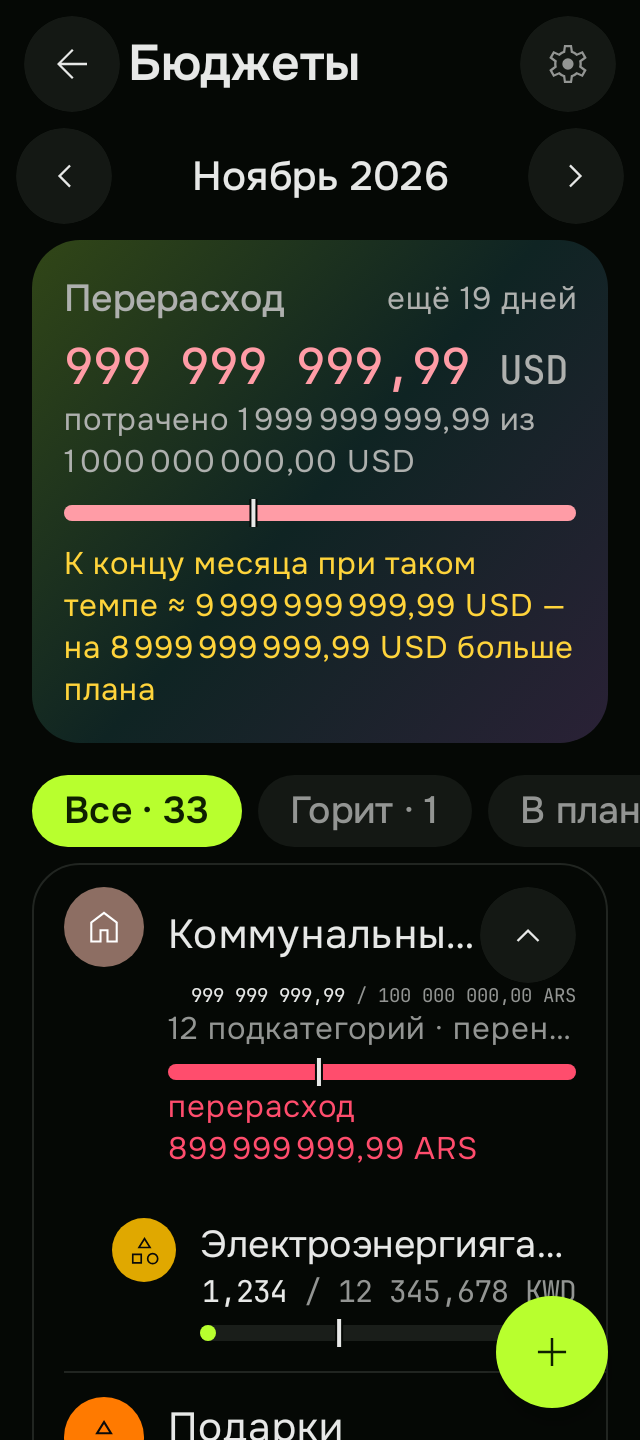 Бюджеты
Ноябрь 2026
Перерасход ещё 19 дней
999 999 999,99 USD
потрачено 1 999 999 999,99 из
1 000 000 000,00 USD
К концу месяца при таком
темпе ≈ 9 999 999 999,99 USD —
на 8 999 999 999,99 USD больше
плана
Все · 33 Горит · 1 В план
Коммунальны...
999 999 999,99 / 100 000 000,00 ARS
12 подкатегорий · перен...
перерасход
899 999 999,99 ARS
Электроэнергияга...
1,234 / 12 345,678 KWD
Подарки